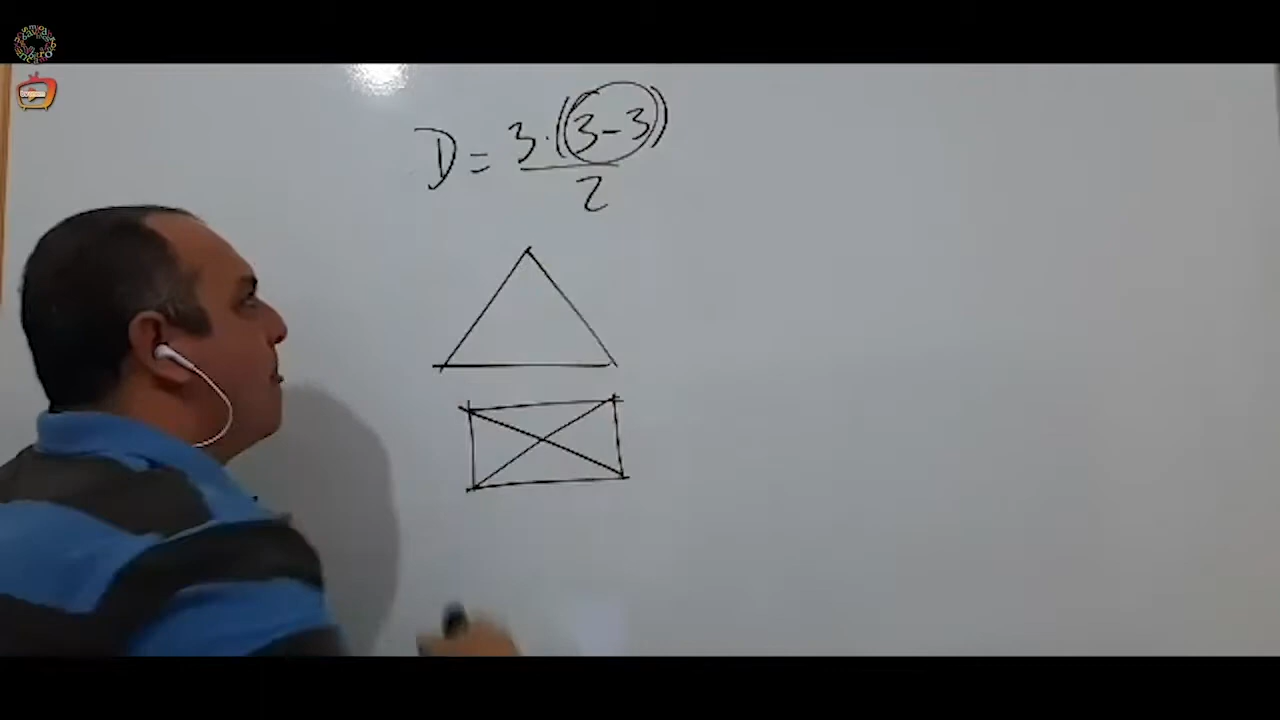 D = 3·((3-3))
2